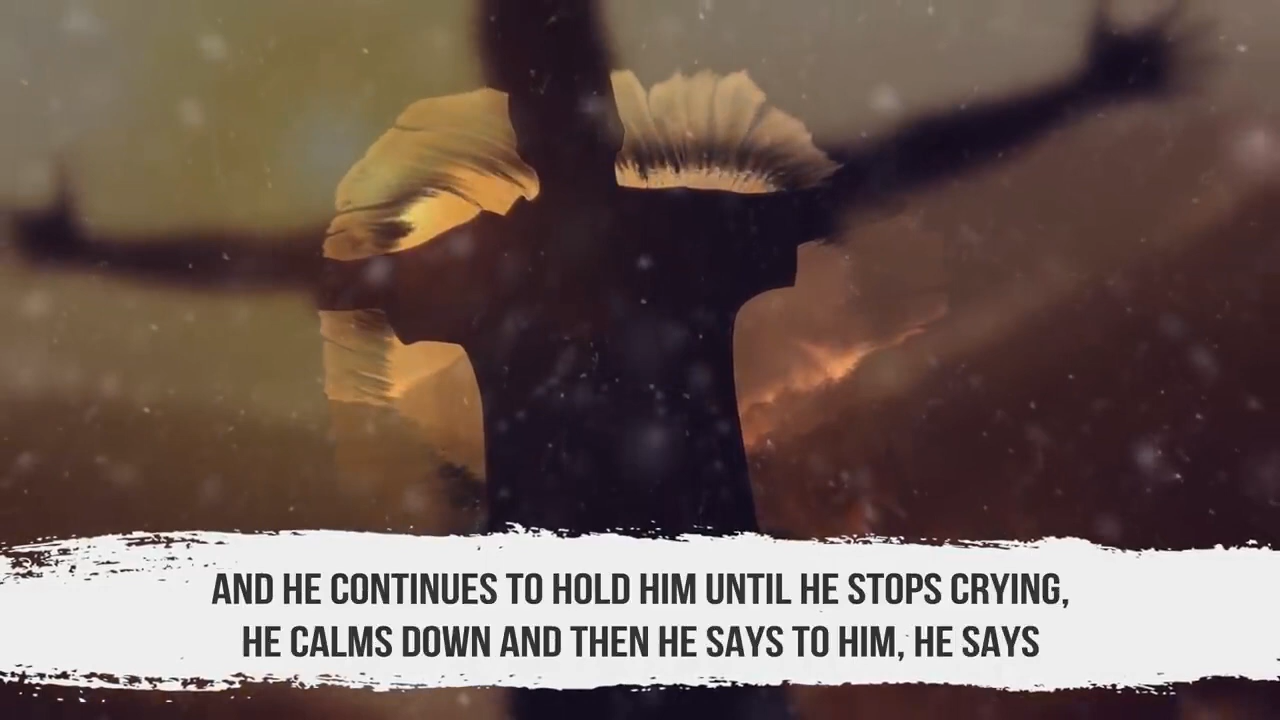 AND HE CONTINUES TO HOLD HIM UNTIL HE STOPS CRYING,
HE CALMS DOWN AND THEN HE SAYS TO HIM, HE SAYS